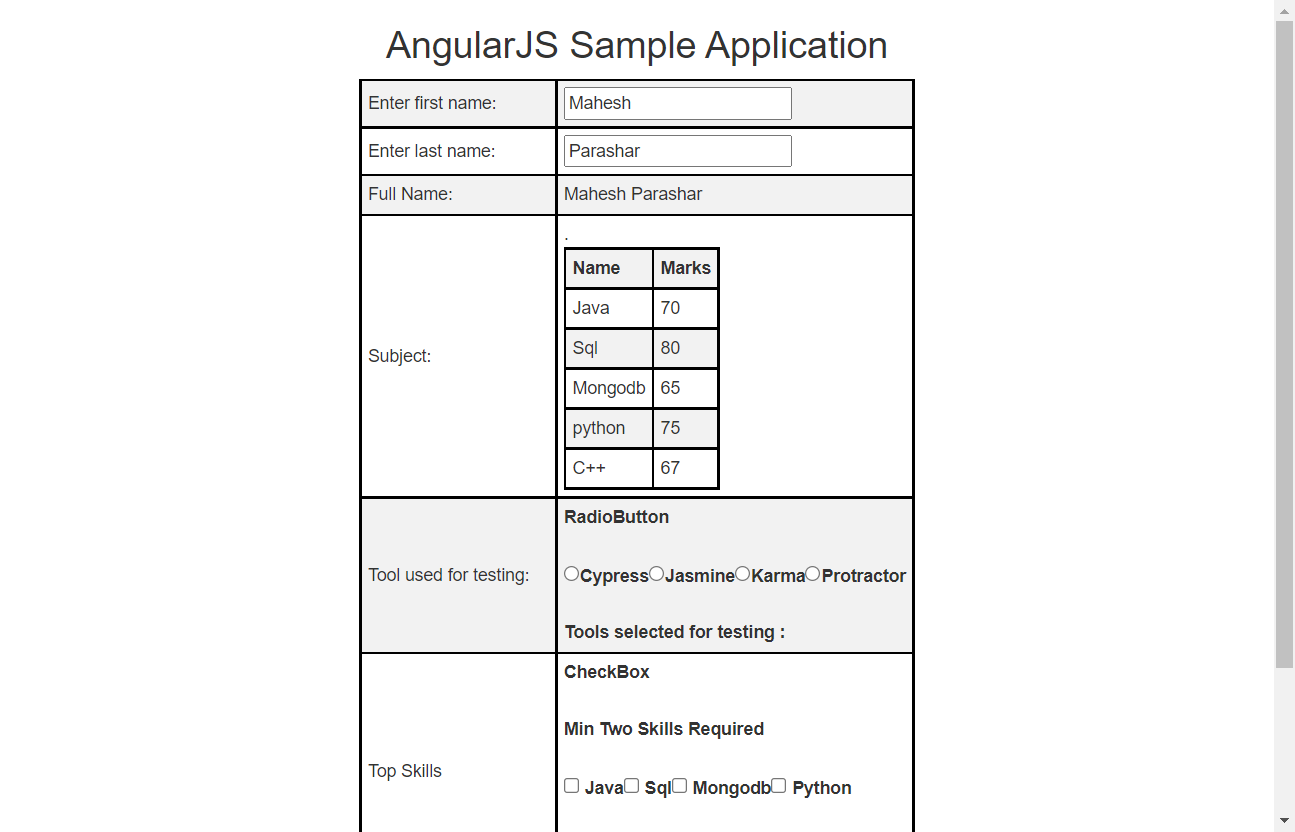 AngularJS Sample Application
Enter first name: Mahesh
Enter last name: Parashar
Full Name: Mahesh Parashar
.
Name Marks
Java 70
Sql 80
Subject:
Mongodb 65
python 75
C++ 67
RadioButton
Tool used for testing:
Cypress Jasmine Karma Protractor
Tools selected for testing :
CheckBox
Min Two Skills Required
Top Skills
Java Sql Mongodb Python